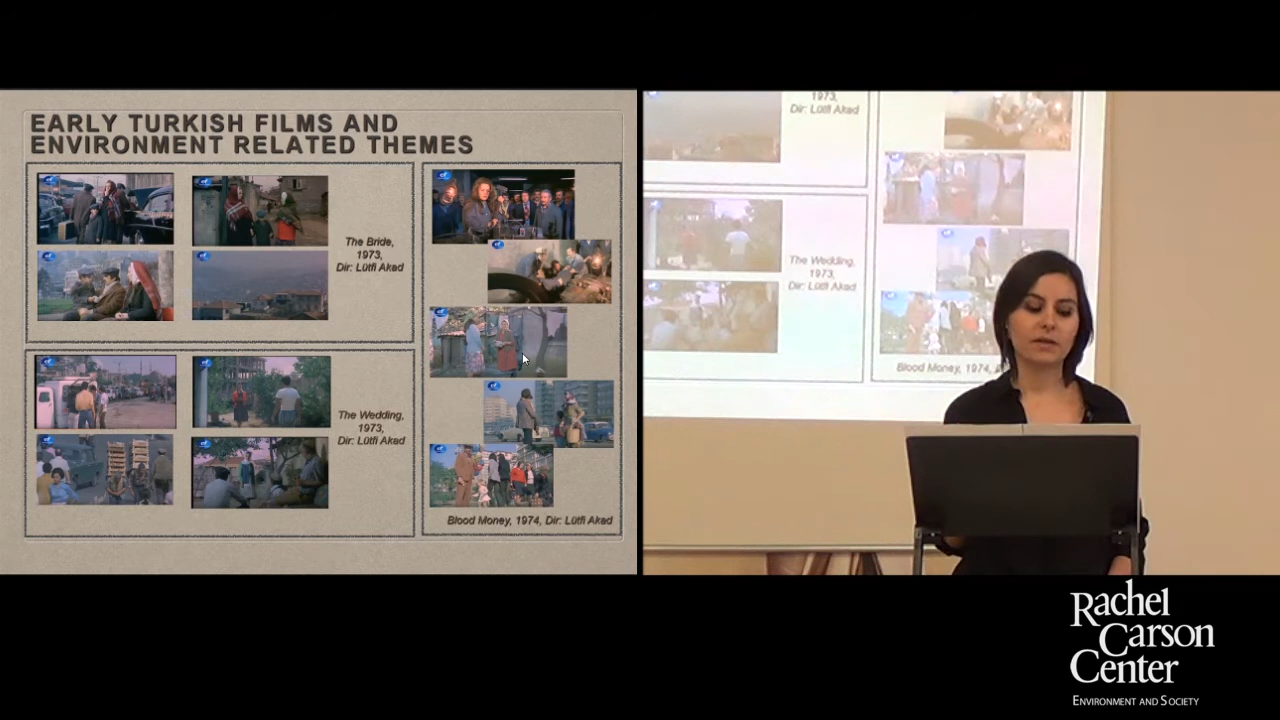 EARLY TURKISH FILMS AND
ENVIRONMENT RELATED THEMES
The Bride,
1973,
Dir: Lütfi Akad
The Wedding,
1973,
Dir: Lütfi Akad
Blood Money, 1974, Dir: Lütfi Akad
1973,
Dir: Lütfi Akad
The Wedding,
1973,
Dir: Lütfi Akad
Blood Money, 1974,
Rachel
Carson
Center
ENVIRONMENT AND SOCIETY